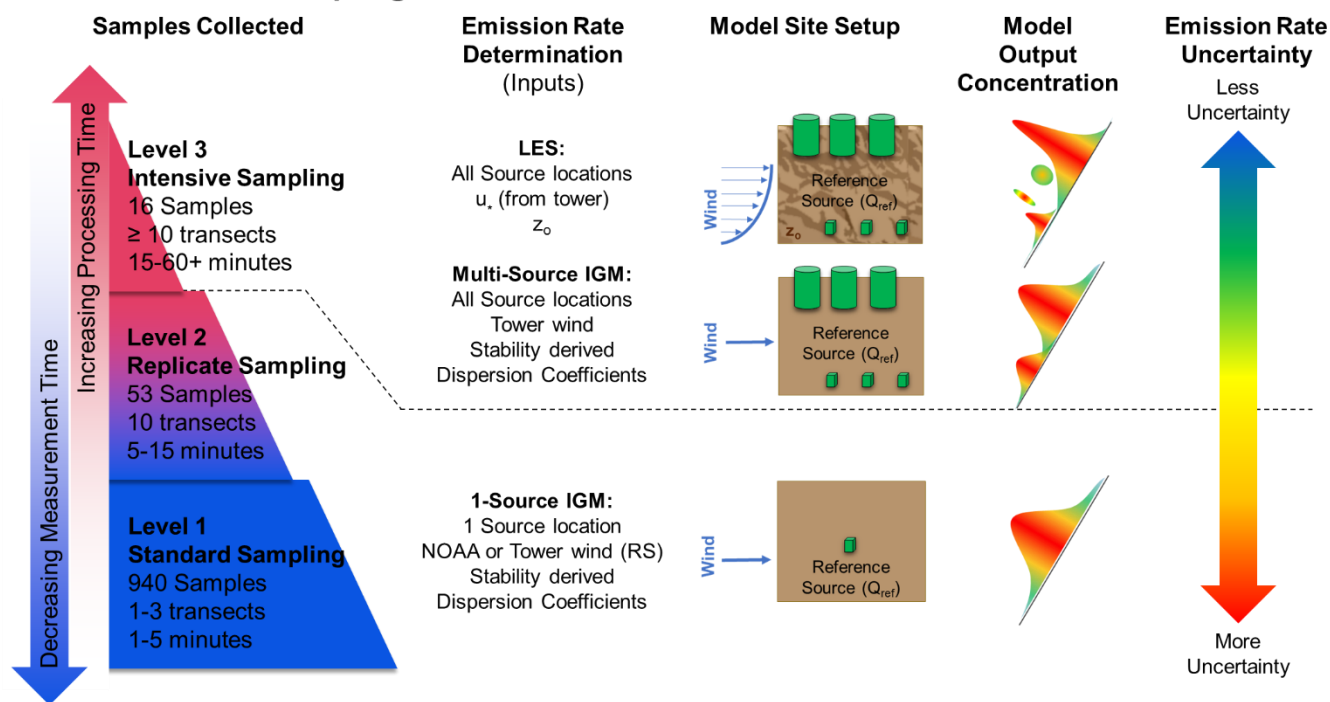 Samples Collected
Emission Rate
Determination
(Inputs)
Model Site Setup
Model
Output
Concentration
Emission Rate
Uncertainty
Less
Uncertainty
Decreasing Measurement Time
Increasing Processing Time
Level 3
Intensive Sampling
16 Samples
≥ 10 transects
15-60+ minutes
LES:
All Source locations
u* (from tower)
zo
Wind
Reference
Source (Qref)
zo
Level 2
Replicate Sampling
53 Samples
10 transects
5-15 minutes
Multi-Source IGM:
All Source locations
Tower wind
Stability derived
Dispersion Coefficients
Wind
Reference
Source (Qref)
Level 1
Standard Sampling
940 Samples
1-3 transects
1-5 minutes
1-Source IGM:
1 Source location
NOAA or Tower wind (RS)
Stability derived
Dispersion Coefficients
Wind
Reference
Source (Qref)
More
Uncertainty